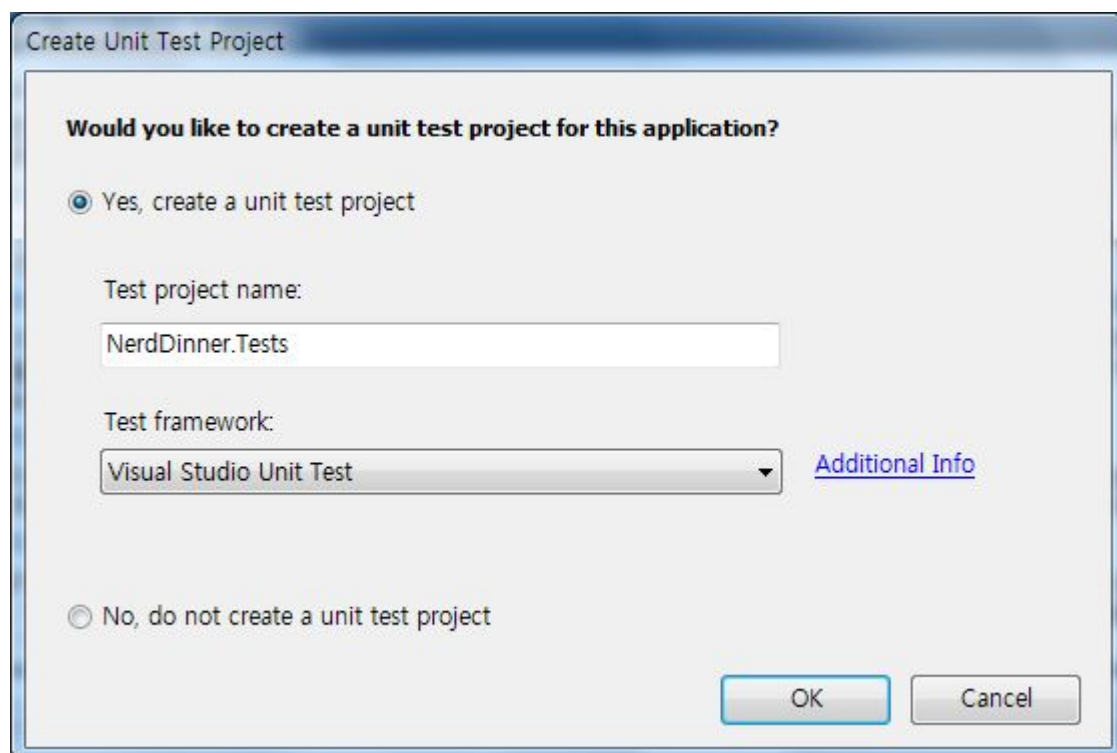 Create Unit Test Project
Would you like to create a unit test project for this application?
Yes, create a unit test project
Test project name:
NerdDinner.Tests
Test framework:
Visual Studio Unit Test
Additional Info
No, do not create a unit test project
OK
Cancel